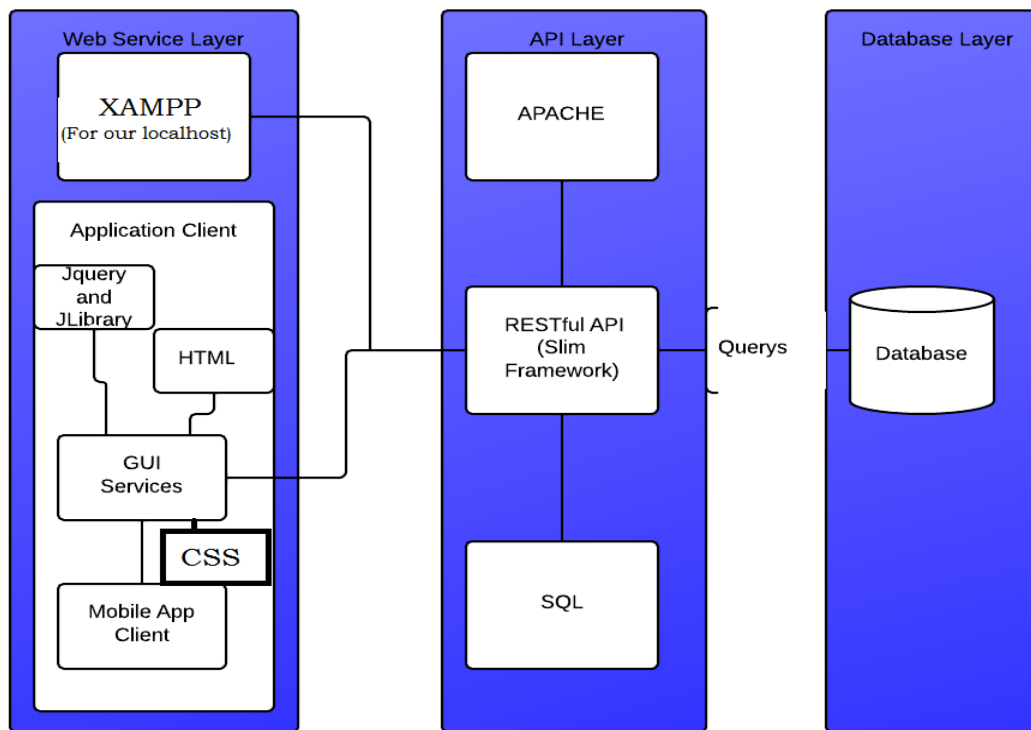 Web Service Layer
XAMPP
(For our localhost)
Application Client
Jquery
and
JLibrary
HTML
GUI
Services
CSS
Mobile App
Client
API Layer
APACHE
RESTful API
(Slim
Framework)
SQL
Querys
Database Layer
Database